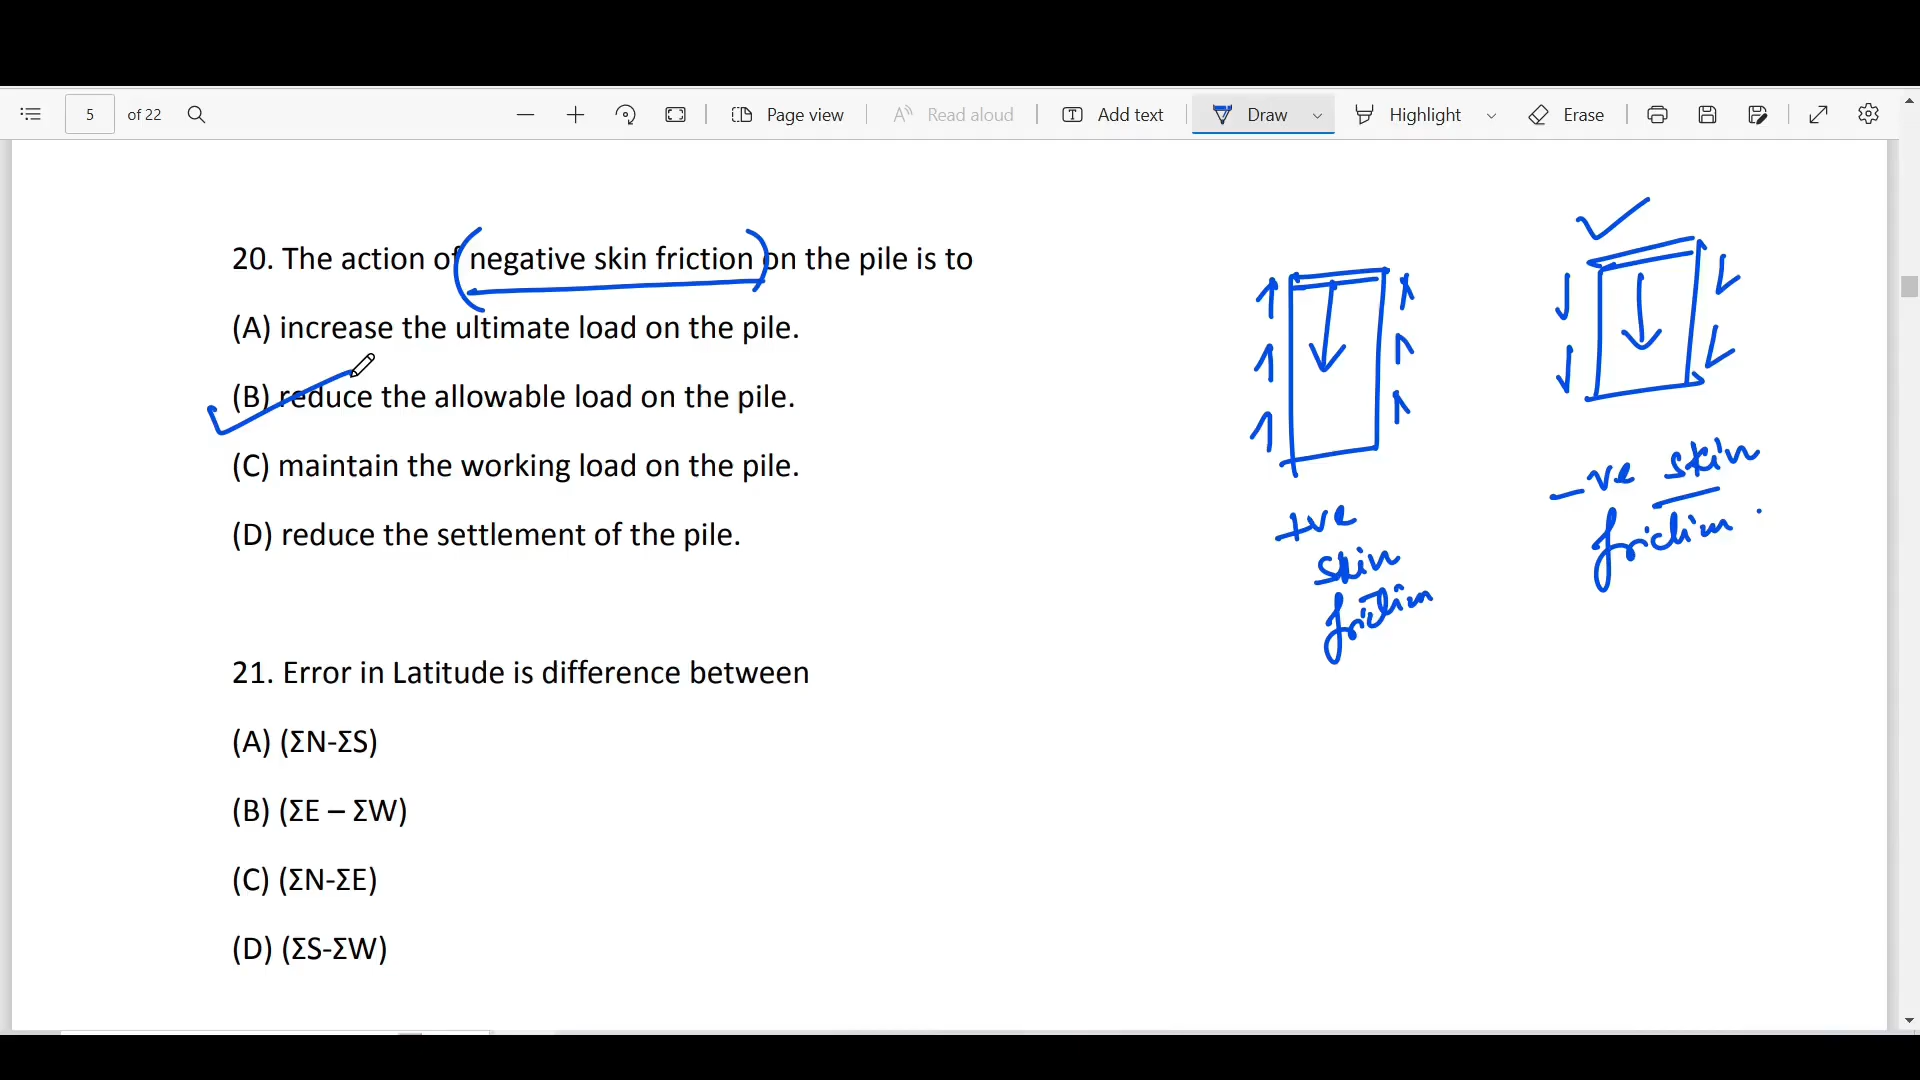 5 of 22 Page view Read aloud Add text Draw Highlight Erase
20. The action of negative skin friction on the pile is to
(A) increase the ultimate load on the pile.
(B) reduce the allowable load on the pile.
(C) maintain the working load on the pile.
(D) reduce the settlement of the pile.
+ve
skin
friction
-ve skin
friction
21. Error in Latitude is difference between
(A) (ΣN-ΣS)
(B) (ΣE – ΣW)
(C) (ΣN-ΣE)
(D) (ΣS-ΣW)